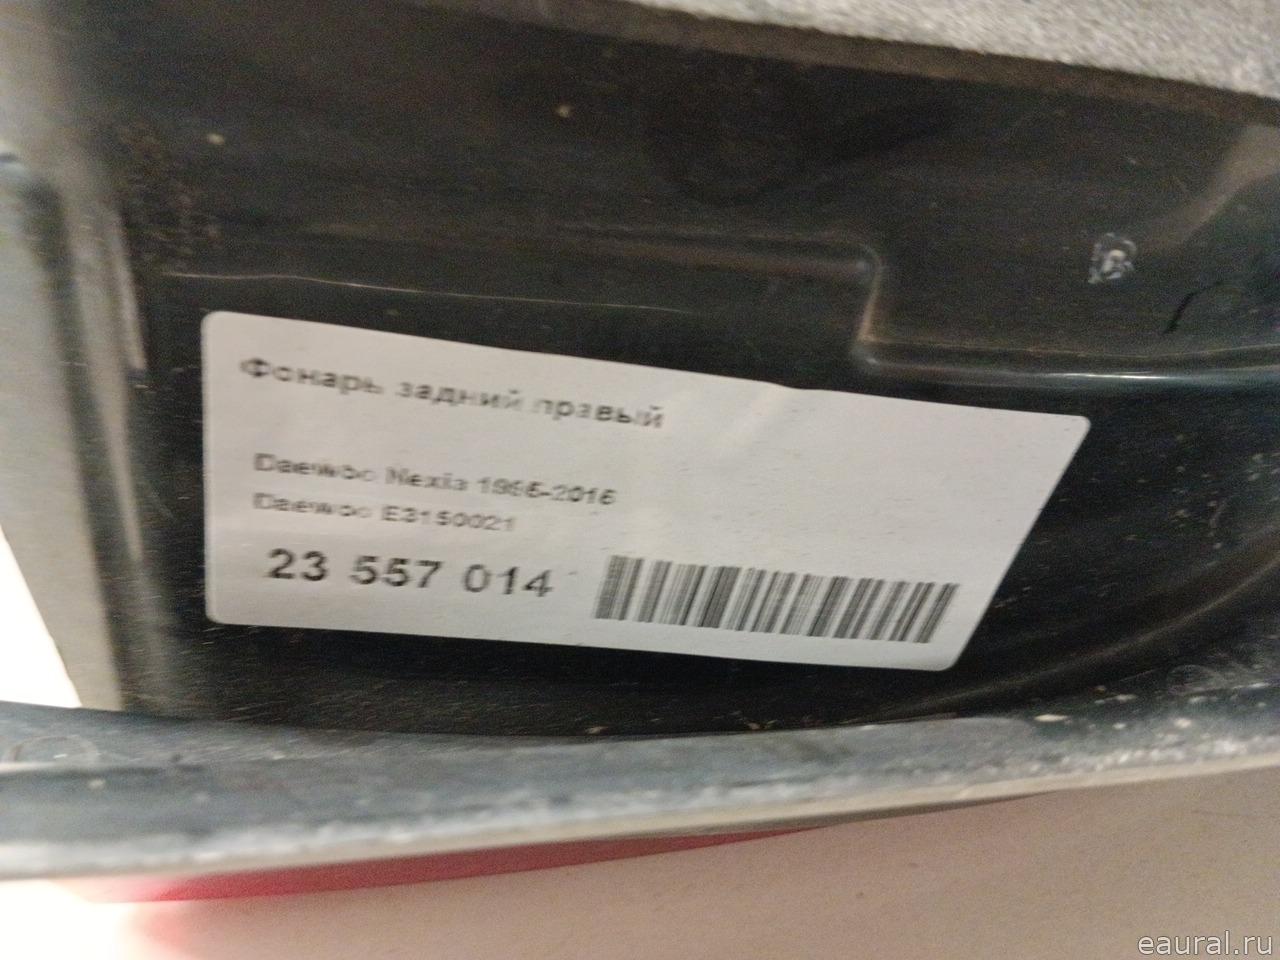 Фонарь задний правый
Daewoo Nexia 1995-2016
Daewoo E3150021
23 557 014
eaural.ru